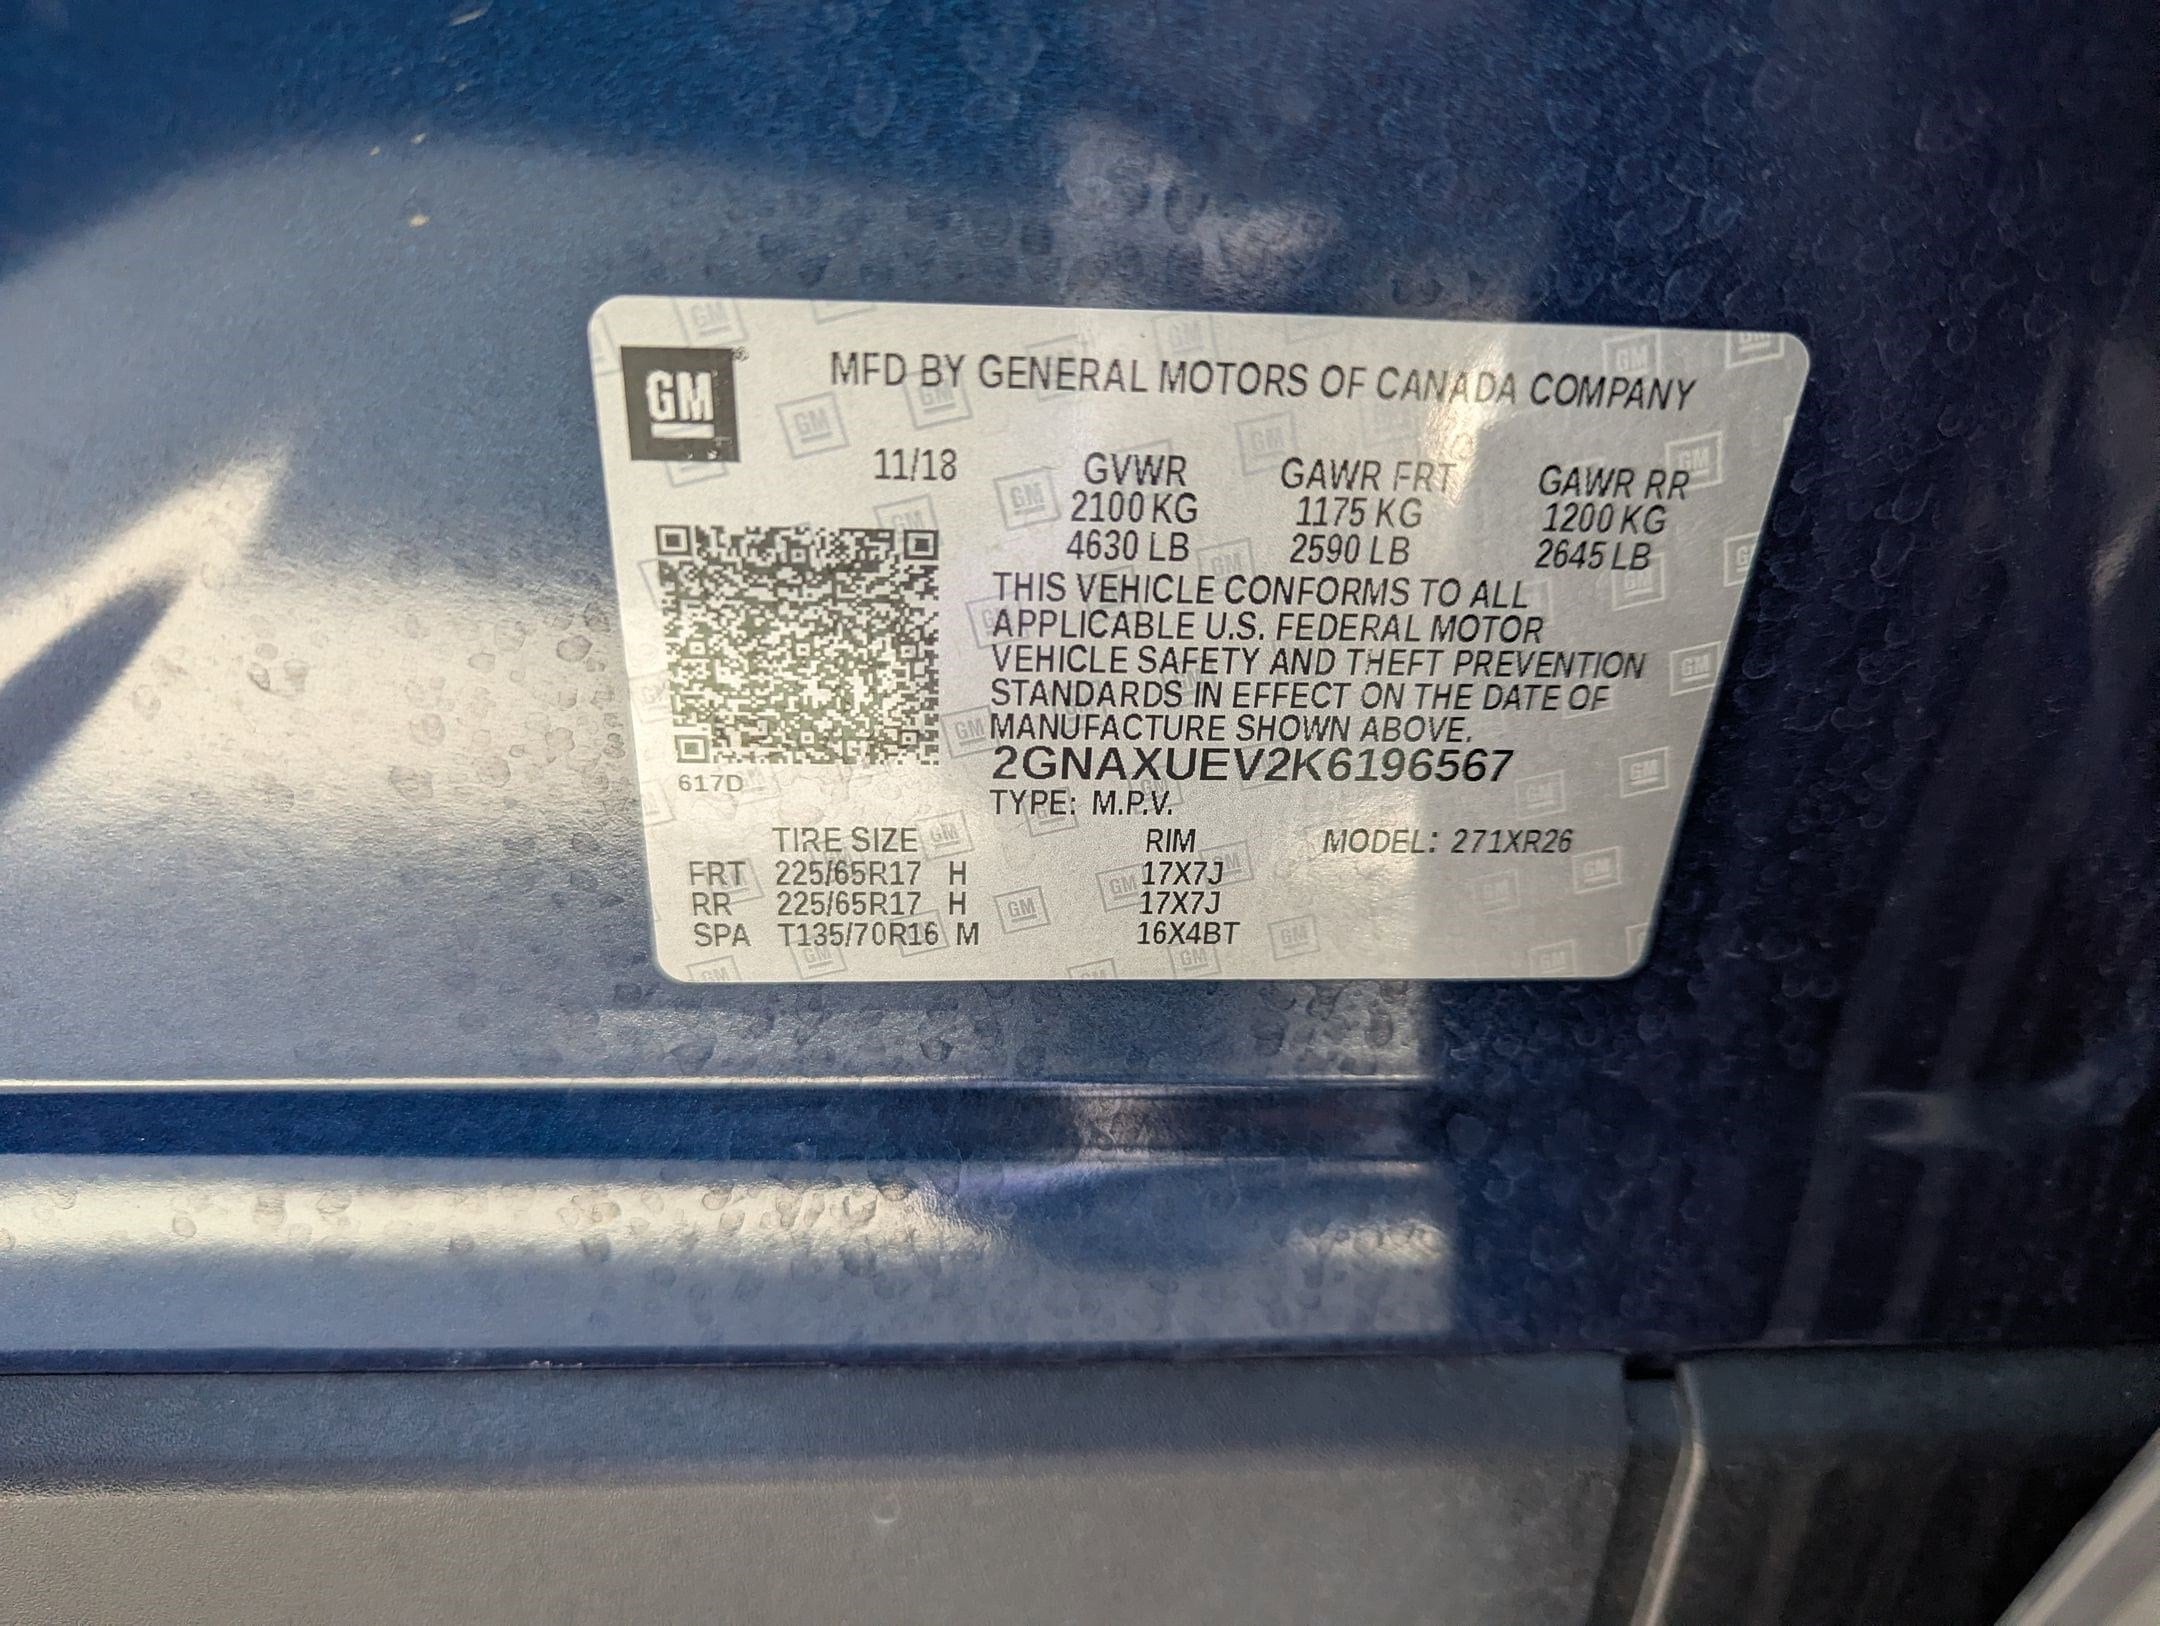 GM
MFD BY GENERAL MOTORS OF CANADA COMPANY
11/18 GVWR GAWR FRT GAWR RR
2100 KG 1175 KG 1200 KG
4630 LB 2590 LB 2645 LB
THIS VEHICLE CONFORMS TO ALL
APPLICABLE U.S. FEDERAL MOTOR
VEHICLE SAFETY AND THEFT PREVENTION
STANDARDS IN EFFECT ON THE DATE OF
MANUFACTURE SHOWN ABOVE.
2GNAXUEV2K6196567
617D
TYPE: M.P.V.
TIRE SIZE RIM MODEL: 271XR26
FRT 225/65R17 H 17X7J
RR 225/65R17 H 17X7J
SPA T135/70R16 M 16X4BT